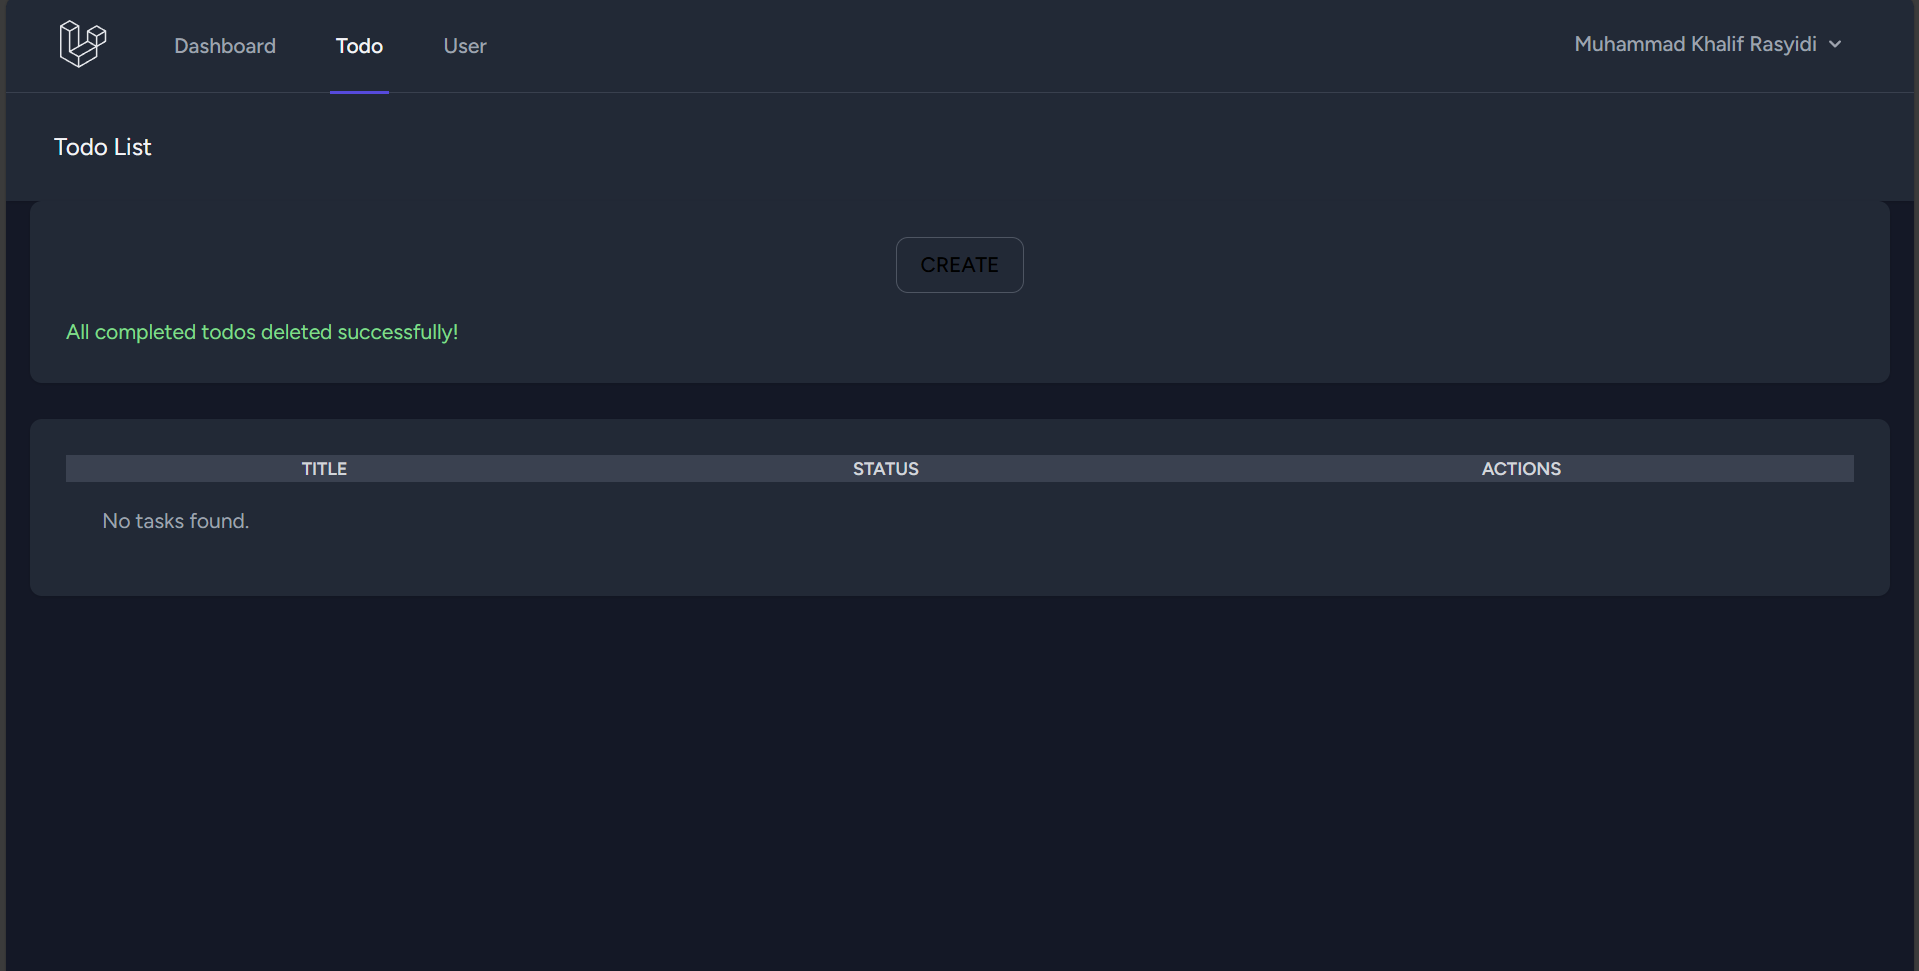 Dashboard Todo User Muhammad Khalif Rasyidi
Todo List
CREATE
All completed todos deleted successfully!
TITLE STATUS ACTIONS
No tasks found.